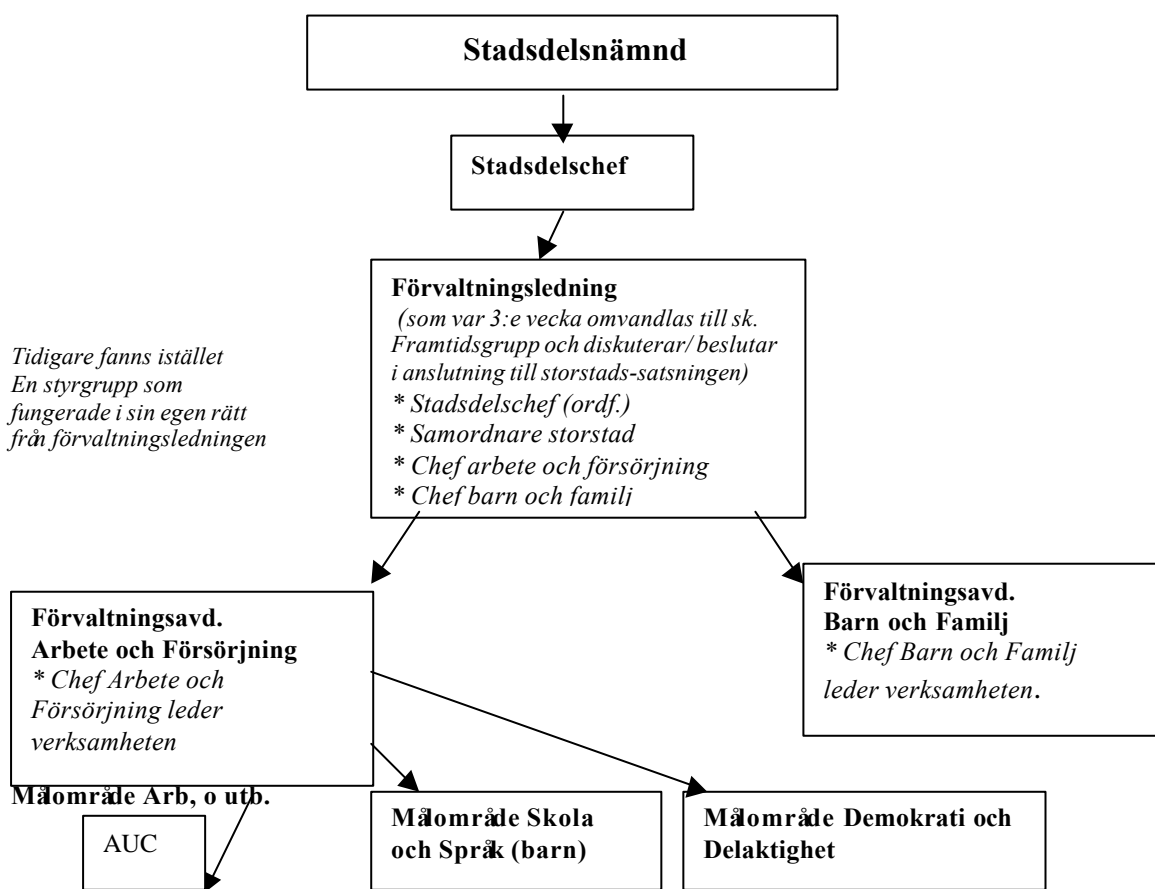 Stadsdelsnämnd
Stadsdelschef
Förvaltningsledning
(som var 3:e vecka omvandlas till sk.
Framtidsgrupp och diskuterar/ beslutar
i anslutning till storstads-satsningen)
* Stadsdelschef (ordf.)
* Samordnare storstad
* Chef arbete och försörjning
* Chef barn och familj
Tidigare fanns istället
En styrgrupp som
fungerade i sin egen rätt
från förvaltningsledningen
Förvaltningsavd.
Arbete och Försörjning
* Chef Arbete och
Försörjning leder
verksamheten
Förvaltningsavd.
Barn och Familj
* Chef Barn och Familj
leder verksamheten.
Målområde Arb, o utb.
AUC
Målområde Skola
och Språk (barn)
Målområde Demokrati och
Delaktighet